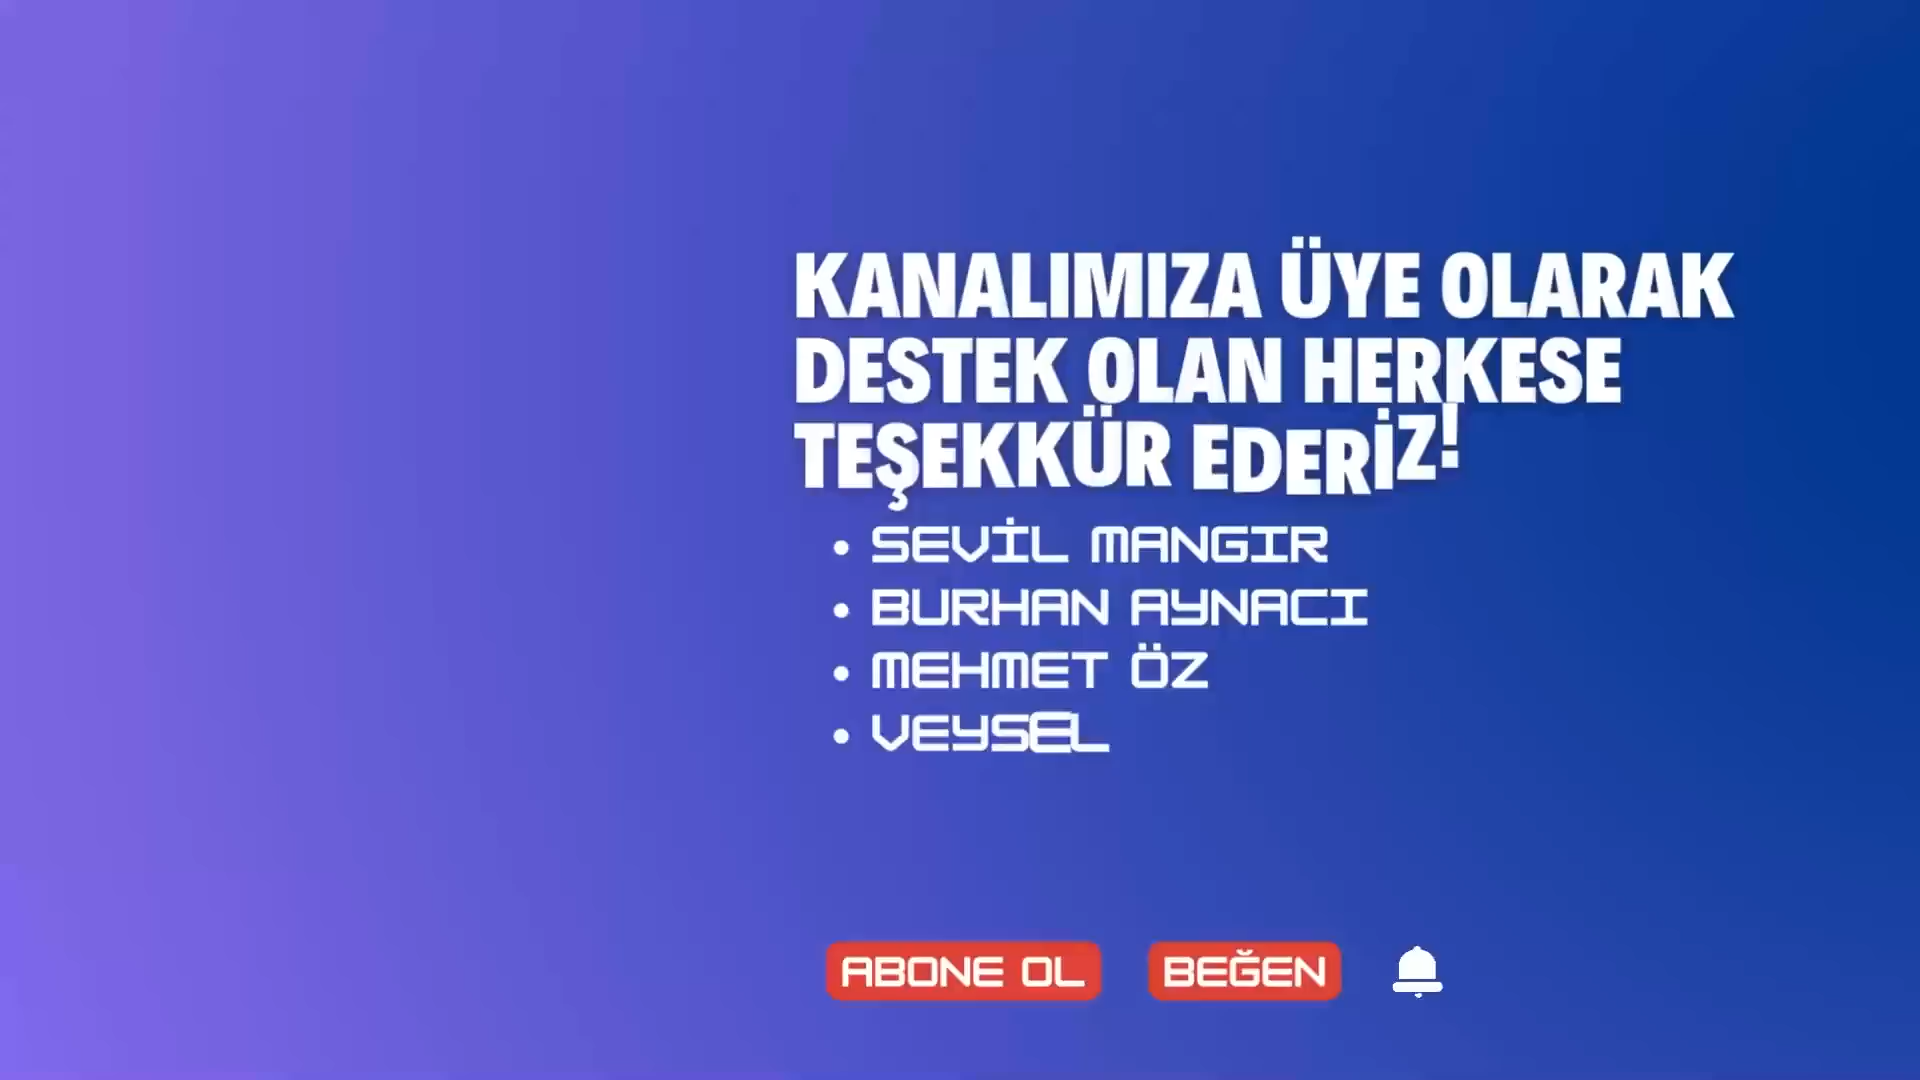 KANALIMIZA ÜYE OLARAK
DESTEK OLAN HERKESE
TEŞEKKÜR EDERİZ!
• SEVİL MANGIR
• BURHAN AYNACI
• MEHMET ÖZ
• VEYSEL
ABONE OL BEĞEN